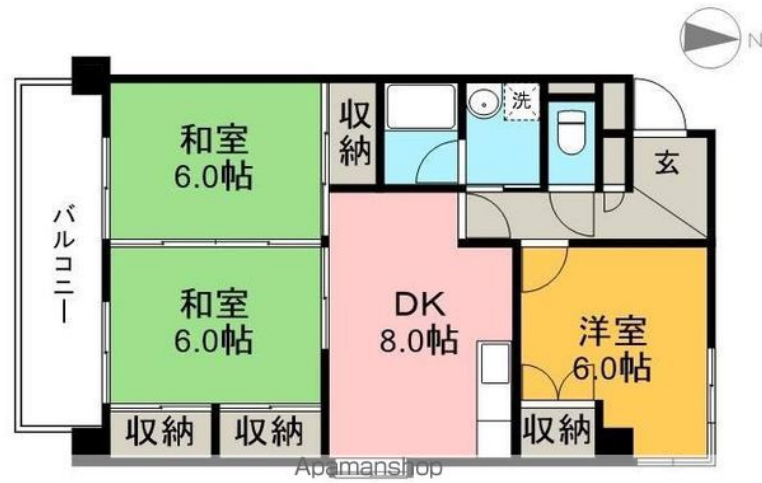 N
和室
6.0帖
収納
洗
玄
バルコニー
和室
6.0帖
DK
8.0帖
洋室
6.0帖
収納
収納
収納
Apamanshop